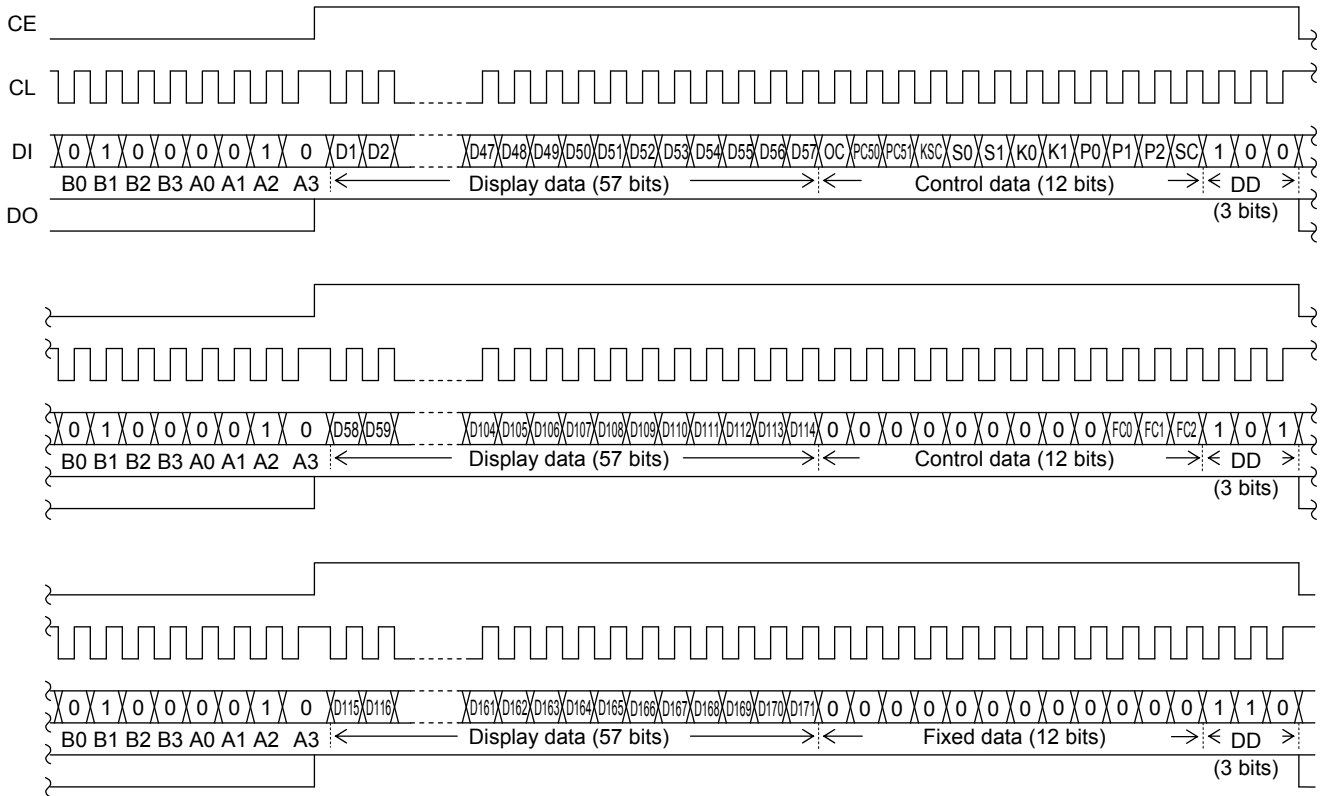 CE
CL
DI 0 1 0 0 0 0 1 0 D1 D2 D47 D48 D49 D50 D51 D52 D53 D54 D55 D56 D57 OC PC50 PC51 KSC S0 S1 K0 K1 P0 P1 P2 SC 1 0 0
B0 B1 B2 B3 A0 A1 A2 A3 Display data (57 bits) Control data (12 bits) DD
DO
(3 bits)
0 1 0 0 0 0 1 0 D58 D59 D104 D105 D106 D107 D108 D109 D110 D111 D112 D113 D114 0 0 0 0 0 0 0 0 0 FC0 FC1 FC2 1 0 1
B0 B1 B2 B3 A0 A1 A2 A3 Display data (57 bits) Control data (12 bits) DD
(3 bits)
0 1 0 0 0 0 1 0 D115 D116 D161 D162 D163 D164 D165 D166 D167 D168 D169 D170 D171 0 0 0 0 0 0 0 0 0 0 0 0 1 1 0
B0 B1 B2 B3 A0 A1 A2 A3 Display data (57 bits) Fixed data (12 bits) DD
(3 bits)